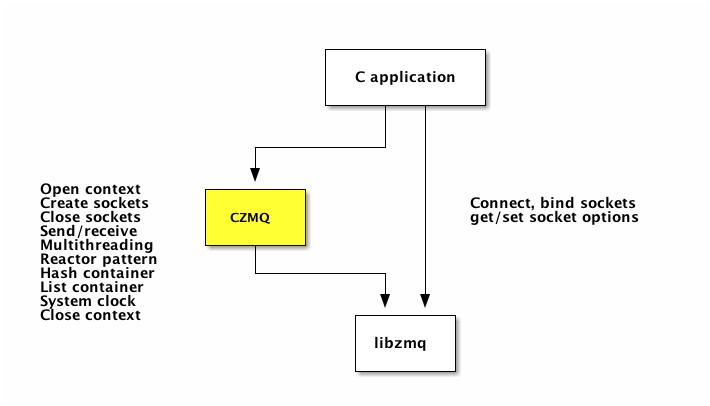 C application
Open context
Create sockets
Close sockets
Send/receive
Multithreading
Reactor pattern
Hash container
List container
System clock
Close context
CZMQ
Connect, bind sockets
get/set socket options
libzmq